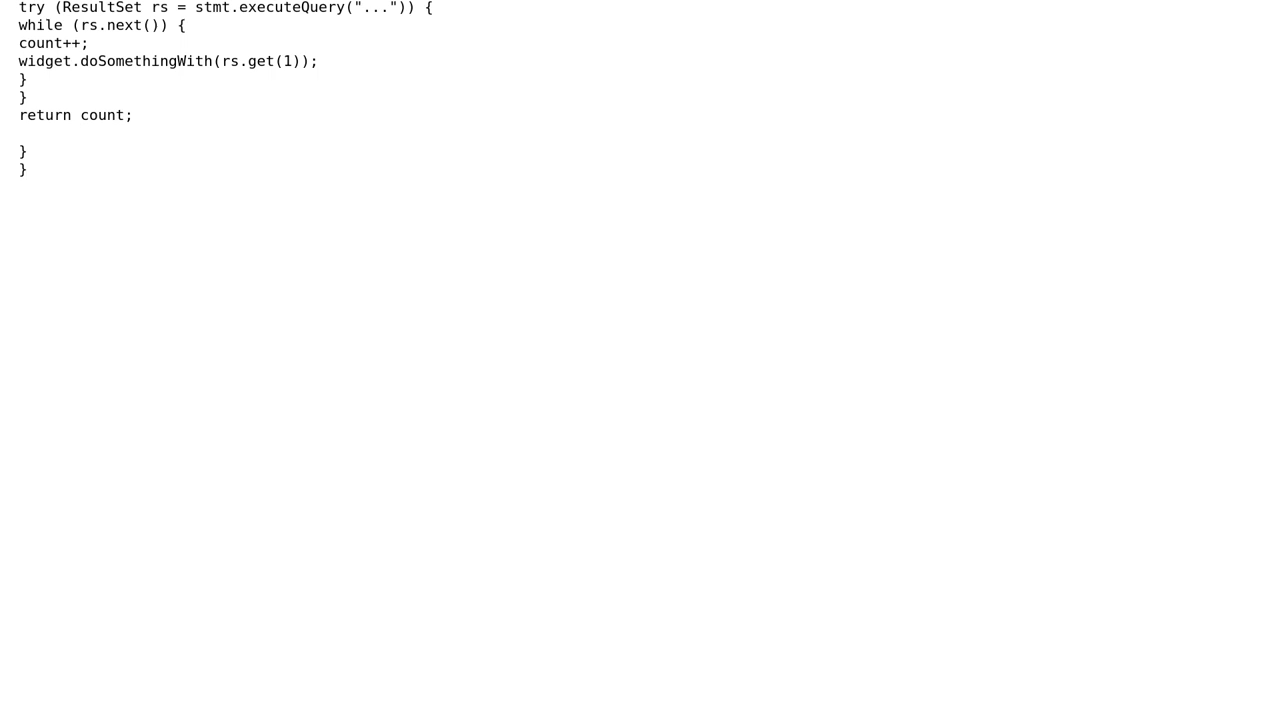 try (ResultSet rs = stmt.executeQuery("...")) {
while (rs.next()) {
count++;
widget.doSomethingWith(rs.get(1));
}
}
return count;

}
}